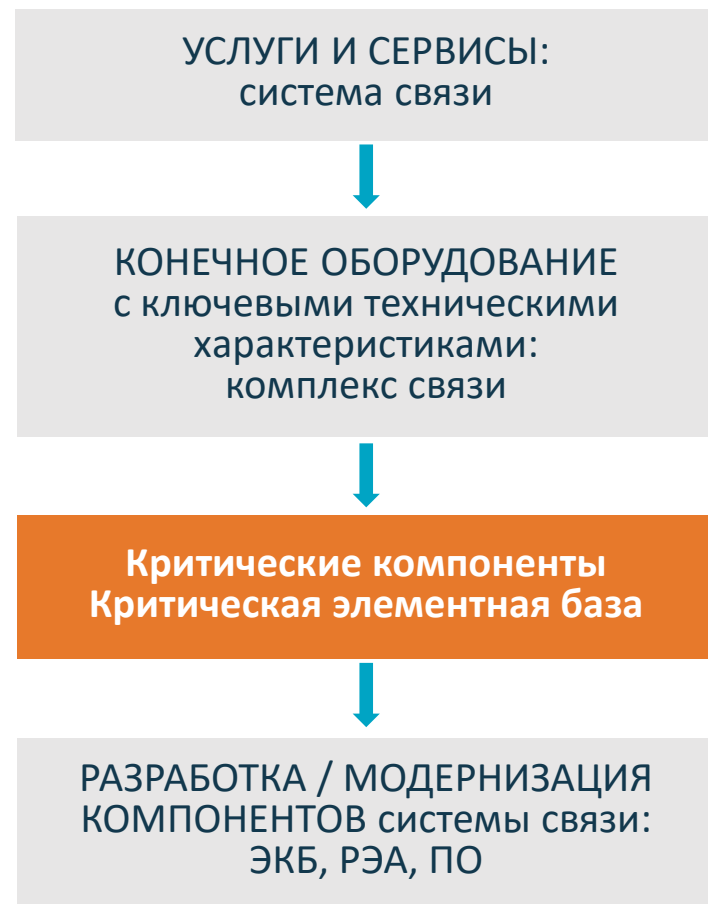 УСЛУГИ И СЕРВИСЫ:
система связи
КОНЕЧНОЕ ОБОРУДОВАНИЕ
с ключевыми техническими
характеристиками:
комплекс связи
Критические компоненты
Критическая элементная база
РАЗРАБОТКА / МОДЕРНИЗАЦИЯ
КОМПОНЕНТОВ системы связи:
ЭКБ, РЭА, ПО